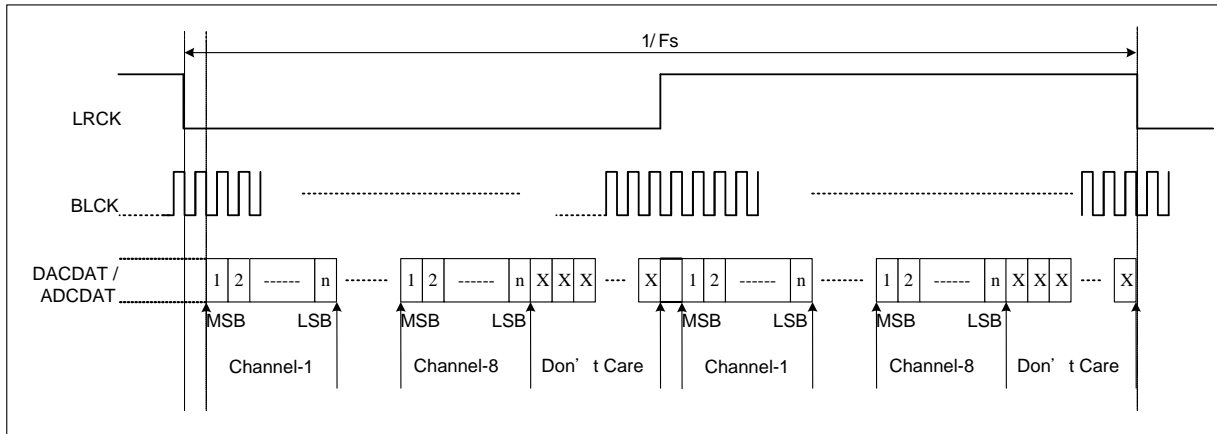 1/ Fs
LRCK
BLCK
DACDAT /
ADCDAT
1 2 ------ n 1 2 ------ n X X X X 1 2 ------ n 1 2 ------ n X X X X
MSB LSB MSB LSB MSB LSB MSB LSB
Channel-1 Channel-8 Don' t Care Channel-1 Channel-8 Don' t Care